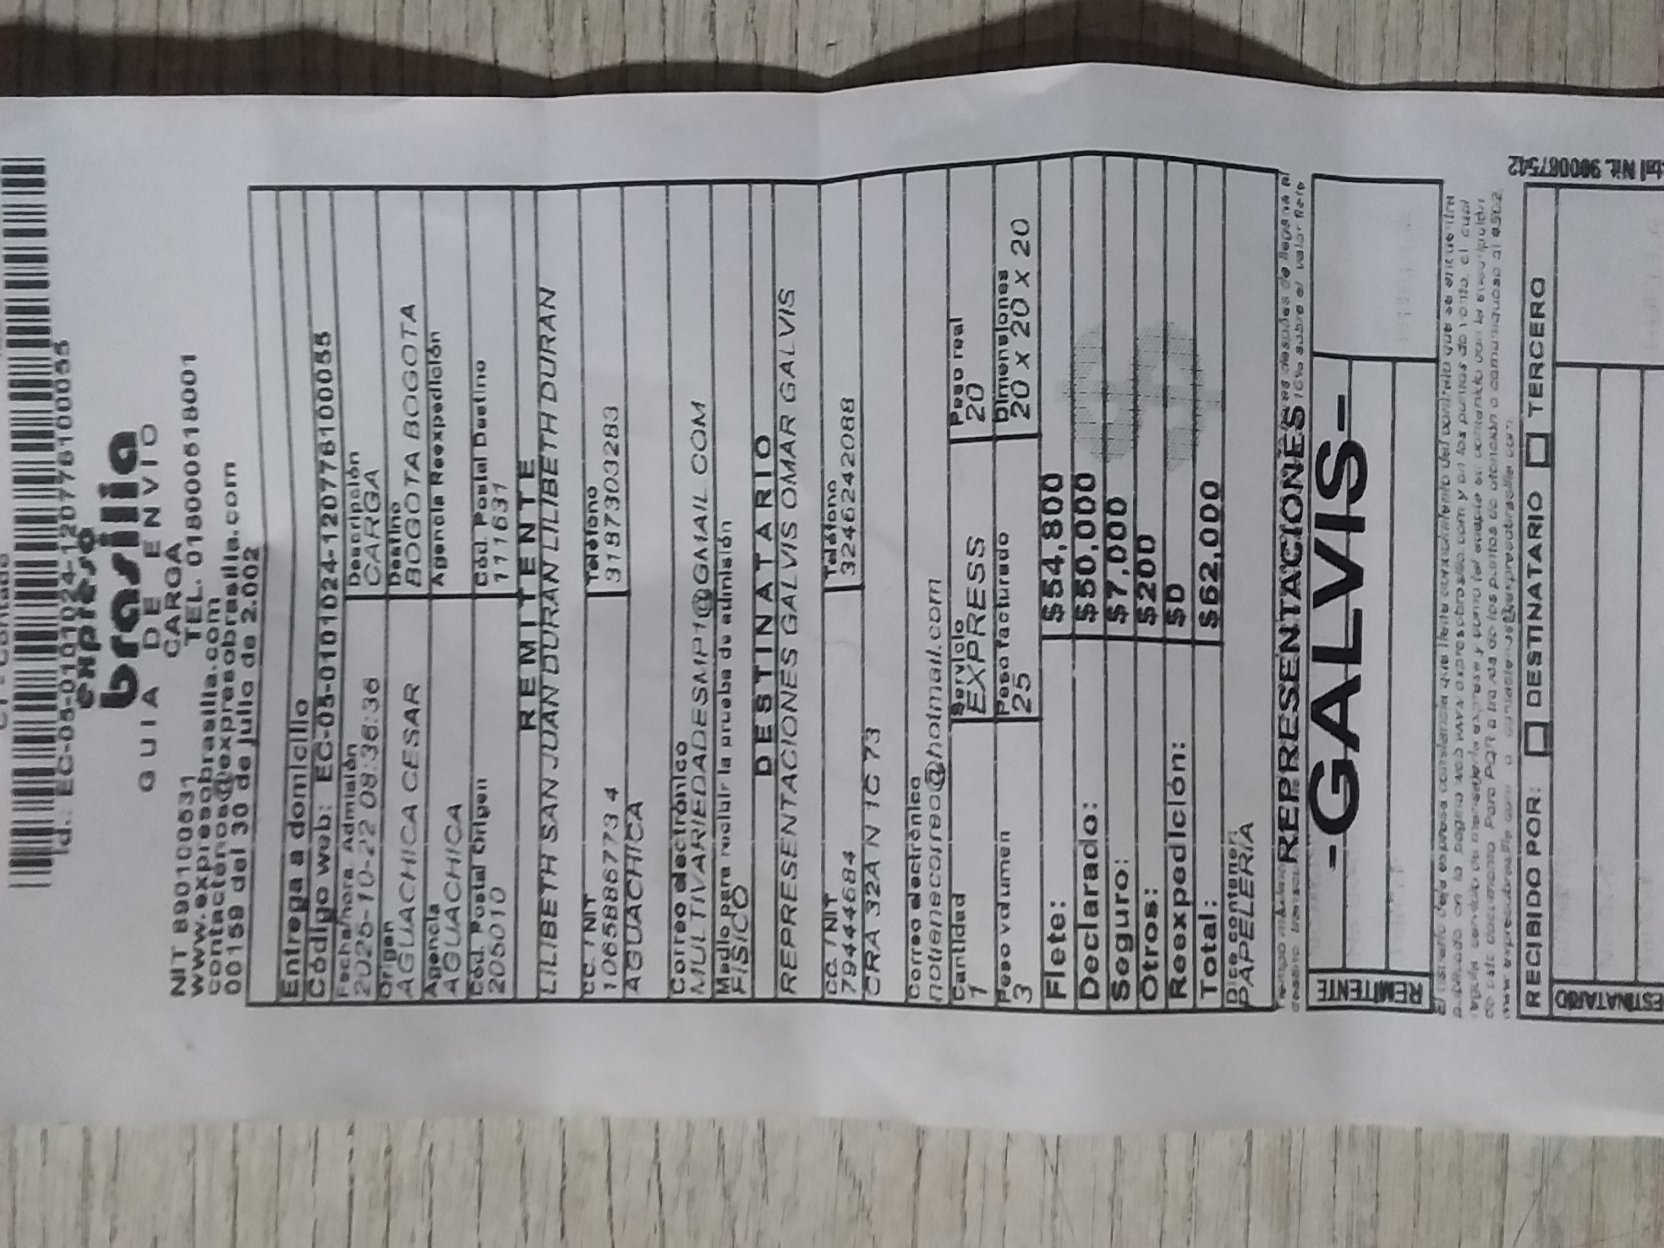 Id.: EC-05-0101024-120776100055
expreso
brasilia
GUIA DE ENVIO
CARGA
NIT 890100531 TEL. 0180000518001
www.expresobrasilia.com
contactenos@expresobrasilia.com
00159 del 30 de julio de 2.002
Entrega a domicilio
Código web: EC-05-0101024-1207761000055
Fecha/hora Admisión Descripción
2025-10-22 08:36:36 CARGA
Origen Destino
AGUACHICA CESAR BOGOTA BOGOTA
Agencia Agencia Reexpedición
AGUACHICA
Cód. Postal Origen Cód. Postal Destino
205010 111631
REMITENTE
LILIBETH SAN JUAN DURAN LILIBETH DURAN
CC. / NIT Teléfono
1065886773 4 3187303283
AGUACHICA
Correo electrónico
MULTIVARIEDADESMP1@GMAIL.COM
Medio para recluir la prueba de admisión
FISICO
DESTINATARIO
REPRESENTACIONES GALVIS OMAR GALVIS
CC. / NIT Teléfono
79444684 3246242088
CRA 32A N 1C 73
Correo electrónico
notienecorreo@hotmail.com
Cantidad Servicio Peso real
1 EXPRESS 20
Peso volumen Peso facturado Dimensiones
3 25 20 x 20 x 20
Flete: $54,800
Declarado: $50,000
Seguro: $7,000
Otros: $200
Reexpedición: $0
Total: $62,000
Dice contener:
PAPELERIA
REPRESENTACIONES
-GALVIS-
REMITENTE
RECIBIDO POR: DESTINATARIO TERCERO
Nit. 900087542